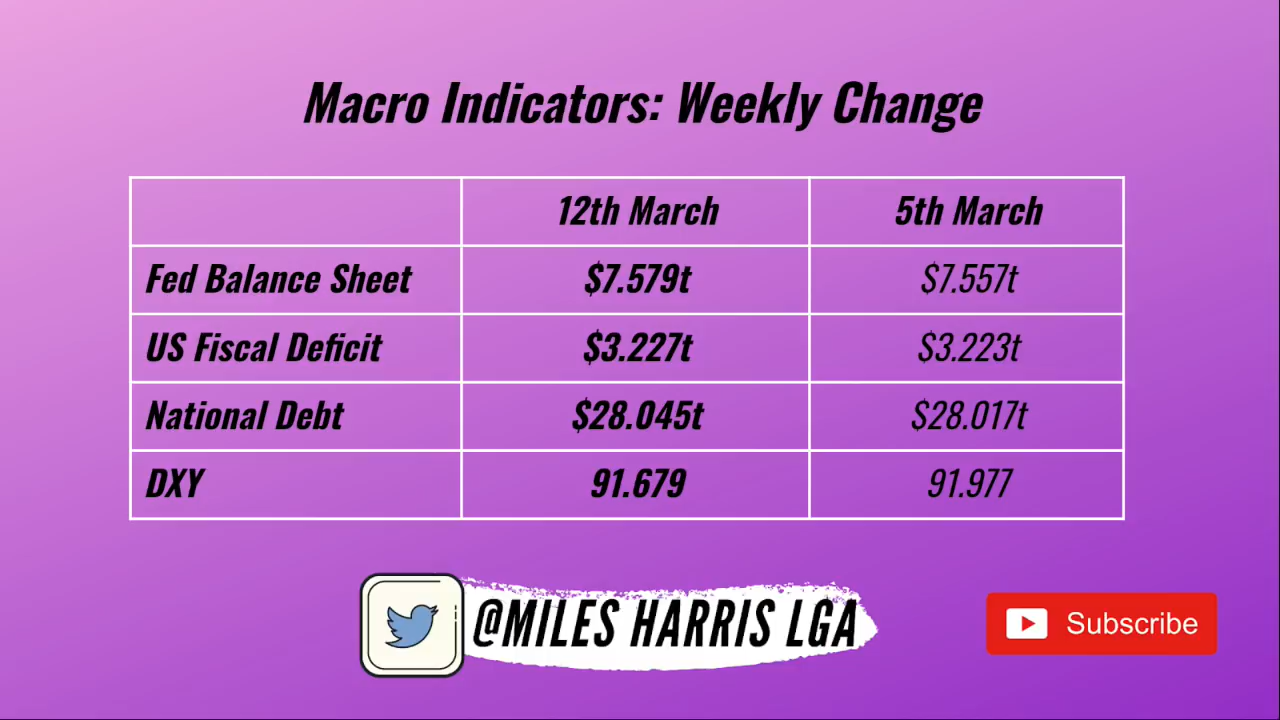 Macro Indicators: Weekly Change
12th March 5th March
Fed Balance Sheet $7.579t $7.557t
US Fiscal Deficit $3.227t $3.223t
National Debt $28.045t $28.017t
DXY 91.679 91.977
@MILES HARRIS LGA
Subscribe